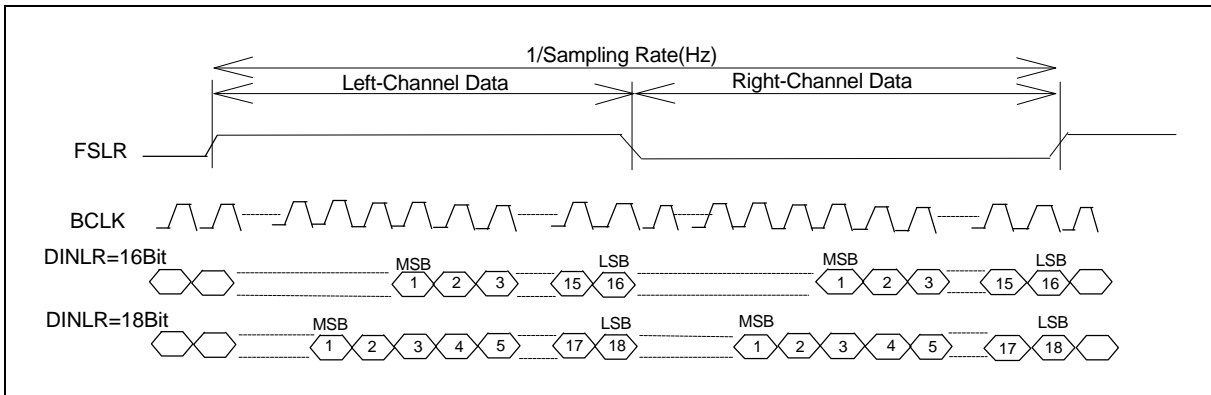 1/Sampling Rate(Hz)
Left-Channel Data Right-Channel Data
FSLR
BCLK
DINLR=16Bit
MSB LSB MSB LSB
1 2 3 15 16 1 2 3 15 16
DINLR=18Bit
MSB LSB MSB LSB
1 2 3 4 5 17 18 1 2 3 4 5 17 18